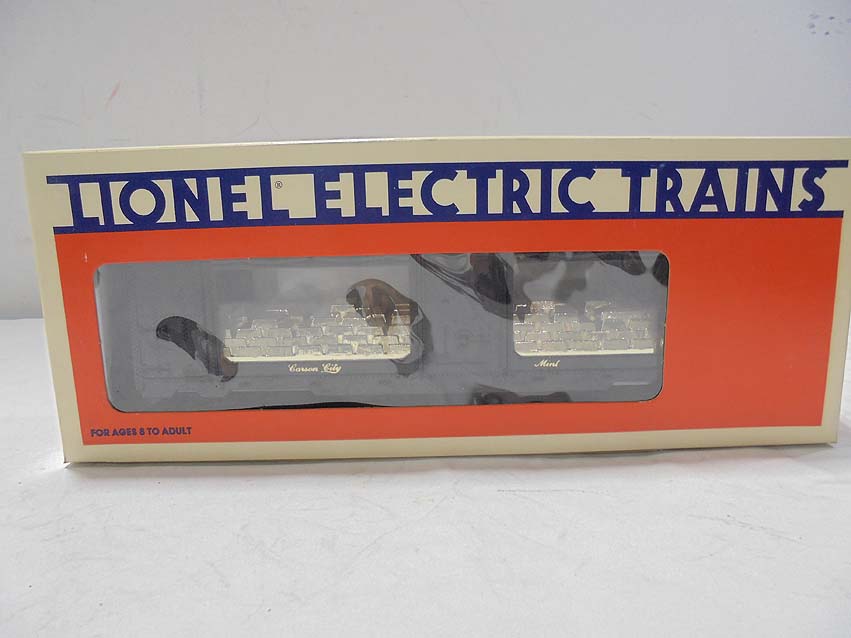 LIONEL® ELECTRIC TRAINS
Carson City Mint
FOR AGES 8 TO ADULT